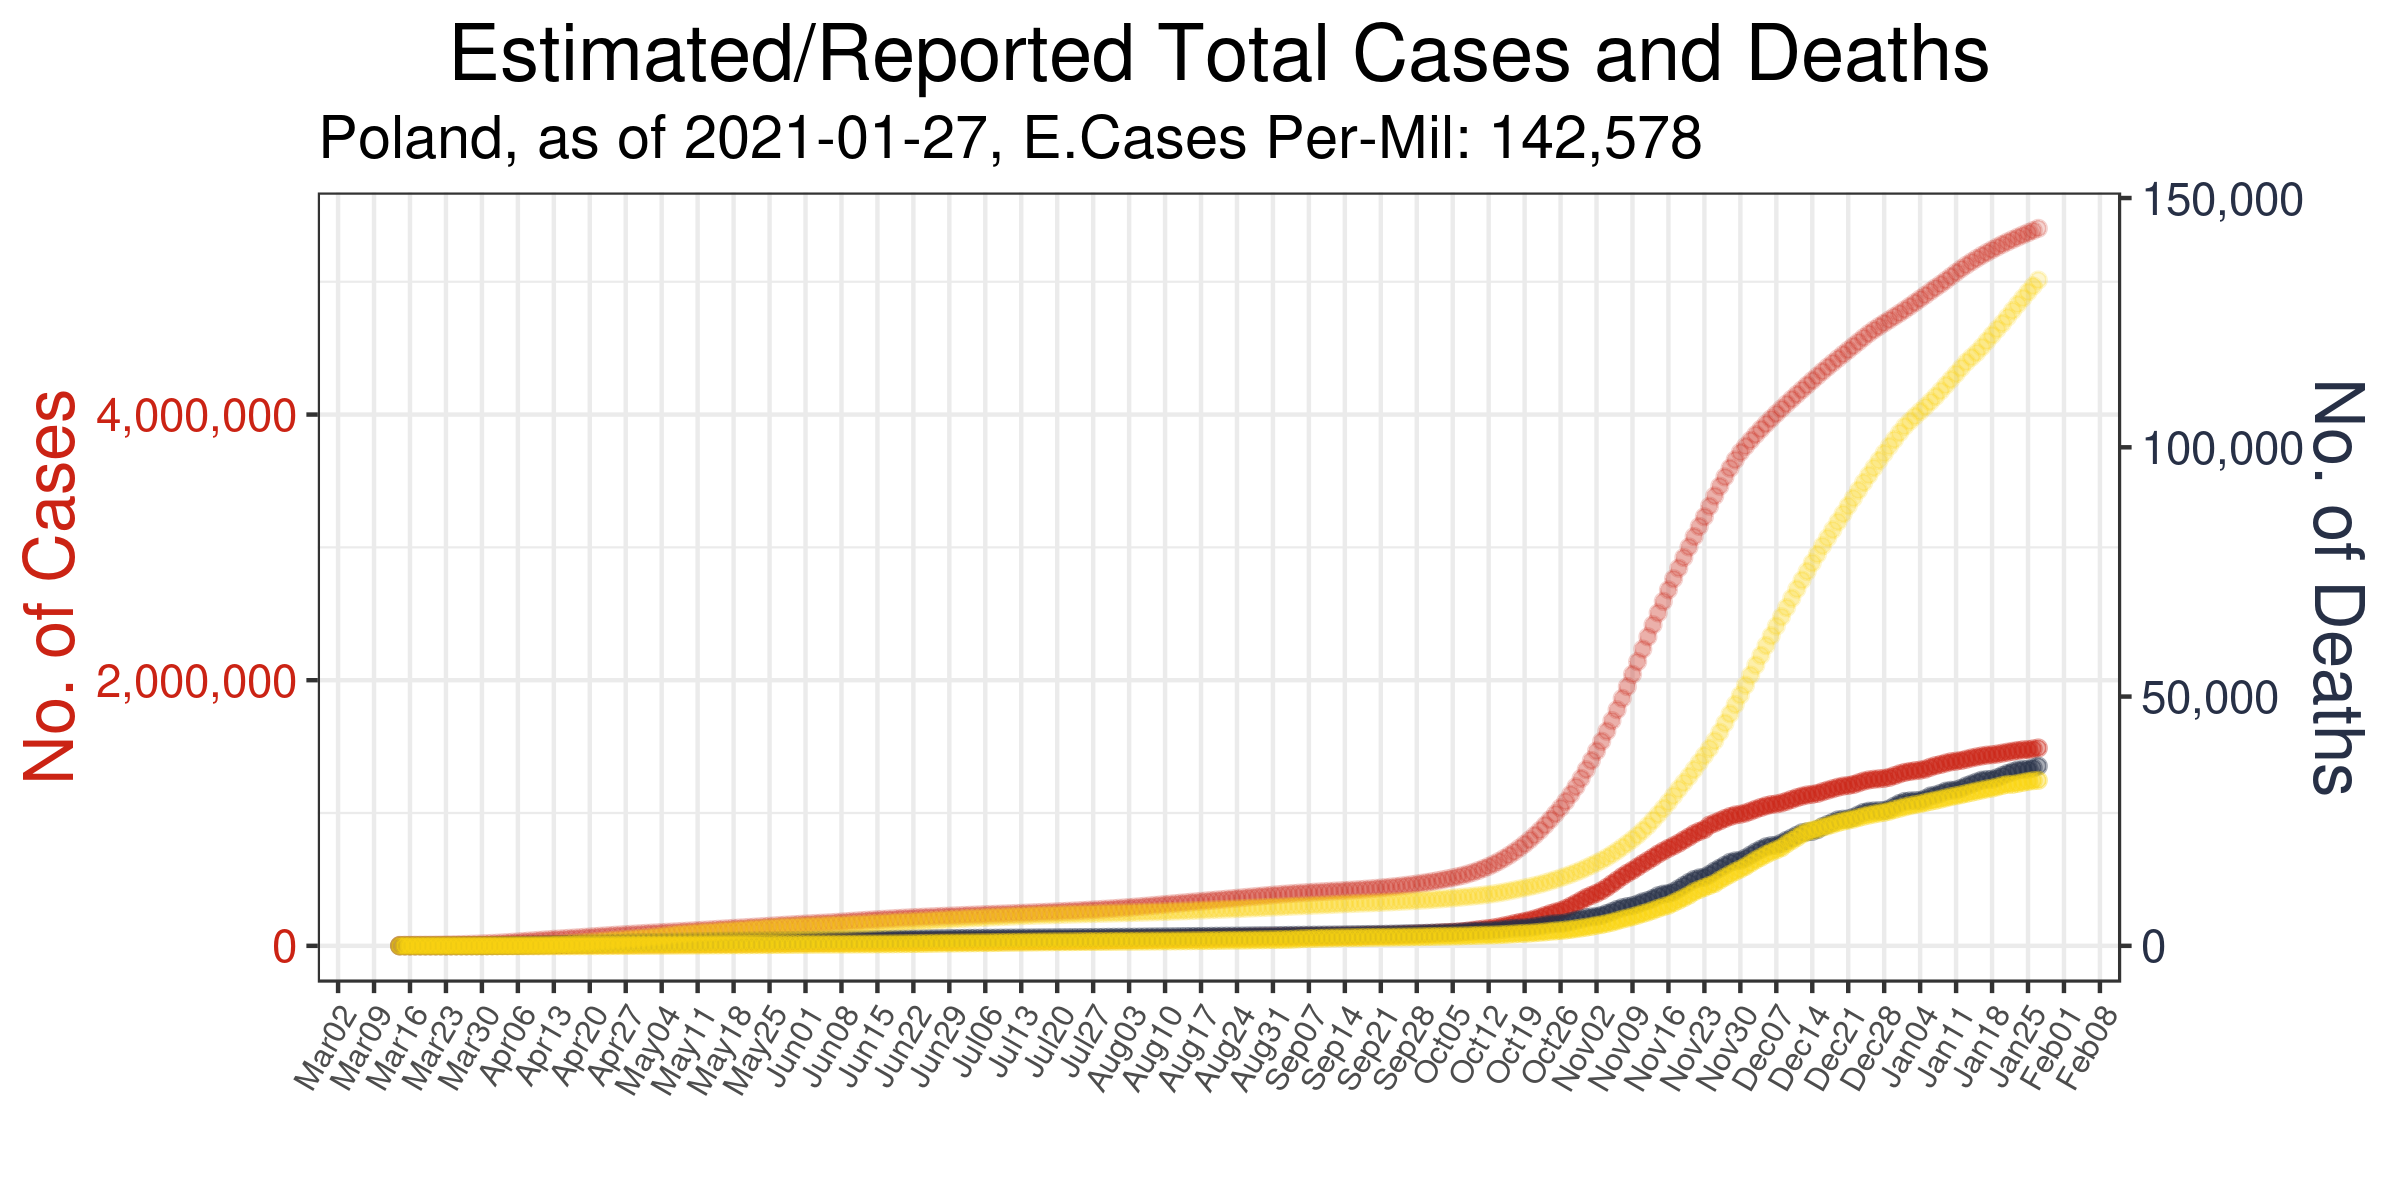 Estimated/Reported Total Cases and Deaths
Poland, as of 2021-01-27, E.Cases Per-Mil: 142,578
No. of Cases
4,000,000
2,000,000
0
150,000
100,000
50,000
0
No. of Deaths
Mar02
Mar09
Mar16
Mar23
Mar30
Apr06
Apr13
Apr20
Apr27
May04
May11
May18
May25
Jun01
Jun08
Jun15
Jun22
Jun29
Jul06
Jul13
Jul20
Jul27
Aug03
Aug10
Aug17
Aug24
Aug31
Sep07
Sep14
Sep21
Sep28
Oct05
Oct12
Oct19
Oct26
Nov02
Nov09
Nov16
Nov23
Nov30
Dec07
Dec14
Dec21
Dec28
Jan04
Jan11
Jan18
Jan25
Feb01
Feb08